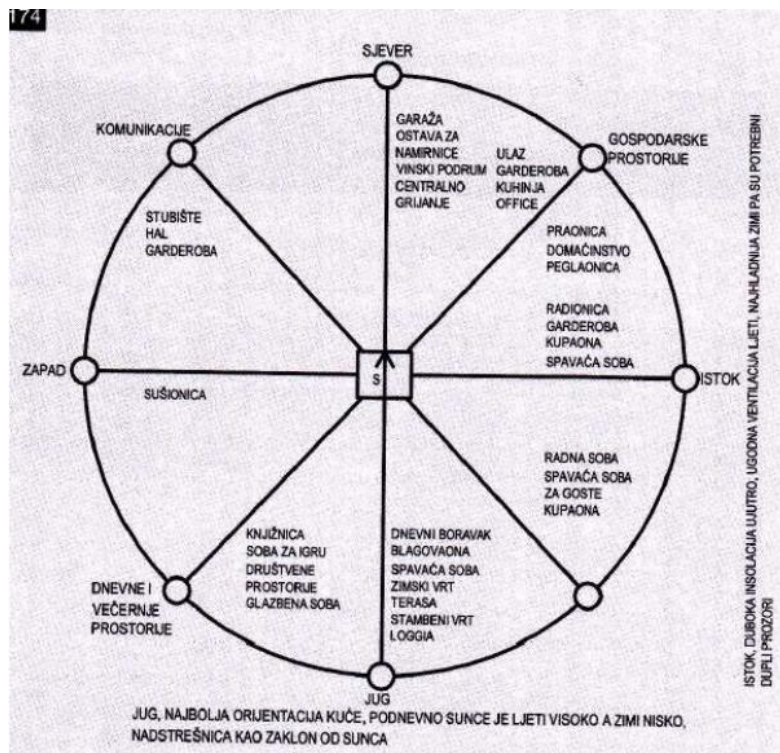 174
SJEVER
KOMUNIKACIJE
GOSPODARSKE
PROSTORIJE
GARAŽA
OSTAVA ZA
NAMIRNICE
VINSKI PODRUM
CENTRALNO
GRIJANJE
ULAZ
GARDEROBA
KUHINJA
OFFICE
STUBIŠTE
HAL
GARDEROBA
PRAONICA
DOMAĆINSTVO
PEGLAONICA
RADIONICA
GARDEROBA
KUPAONA
SPAVAĆA SOBA
ZAPAD
S
ISTOK
SUŠIONICA
RADNA SOBA
SPAVAĆA SOBA
ZA GOSTE
KUPAONA
KNJIŽNICA
SOBA ZA IGRU
DRUŠTVENE
PROSTORIJE
GLAZBENA SOBA
DNEVNI BORAVAK
BLAGOVAONA
SPAVAĆA SOBA
ZIMSKI VRT
TERASA
STAMBENI VRT
LOGGIA
DNEVNE I
VEČERNJE
PROSTORIJE
JUG
JUG, NAJBOLJA ORIJENTACIJA KUĆE, PODNEVNO SUNCE JE LJETI VISOKO A ZIMI NISKO,
NADSTREŠNICA KAO ZAKLON OD SUNCA
ISTOK, DUBOKA INSOLACIJA UJUTRO, UGODNA VENTILACIJA LJETI, NAJHLADNIJA ZIMI PA SU POTREBNI
DUPLI PROZORI